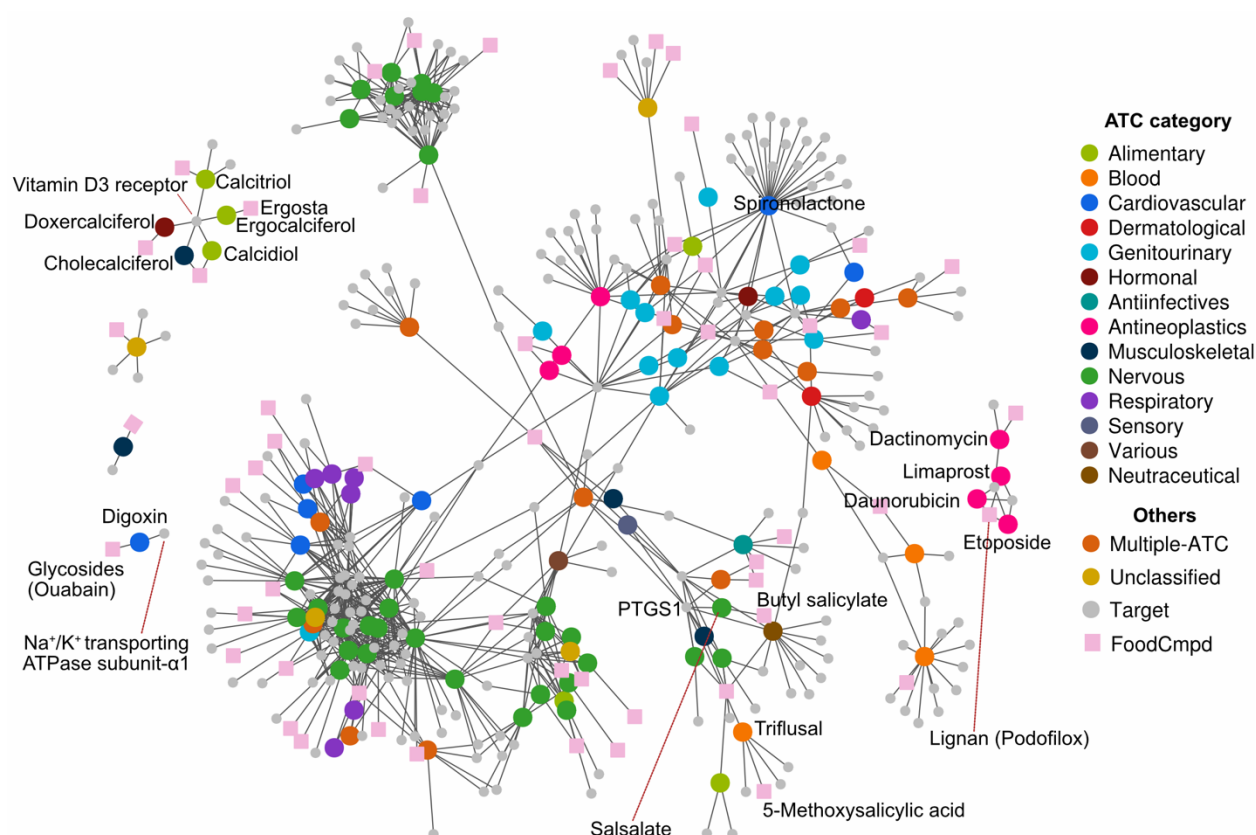 Vitamin D3 receptor
Calcitriol
Doxercalciferol
Ergosta
Ergocalciferol
Cholecalciferol
Calcidiol
Spironolactone
Digoxin
Glycosides
(Ouabain)
Na⁺/K⁺ transporting
ATPase subunit-α1
PTGS1
Butyl salicylate
Triflusal
5-Methoxysalicylic acid
Salsalate
Dactinomycin
Limaprost
Daunorubicin
Etoposide
Lignan (Podofilox)
ATC category
Alimentary
Blood
Cardiovascular
Dermatological
Genitourinary
Hormonal
Antiinfectives
Antineoplastics
Musculoskeletal
Nervous
Respiratory
Sensory
Various
Neutraceutical
Others
Multiple-ATC
Unclassified
Target
FoodCmpd